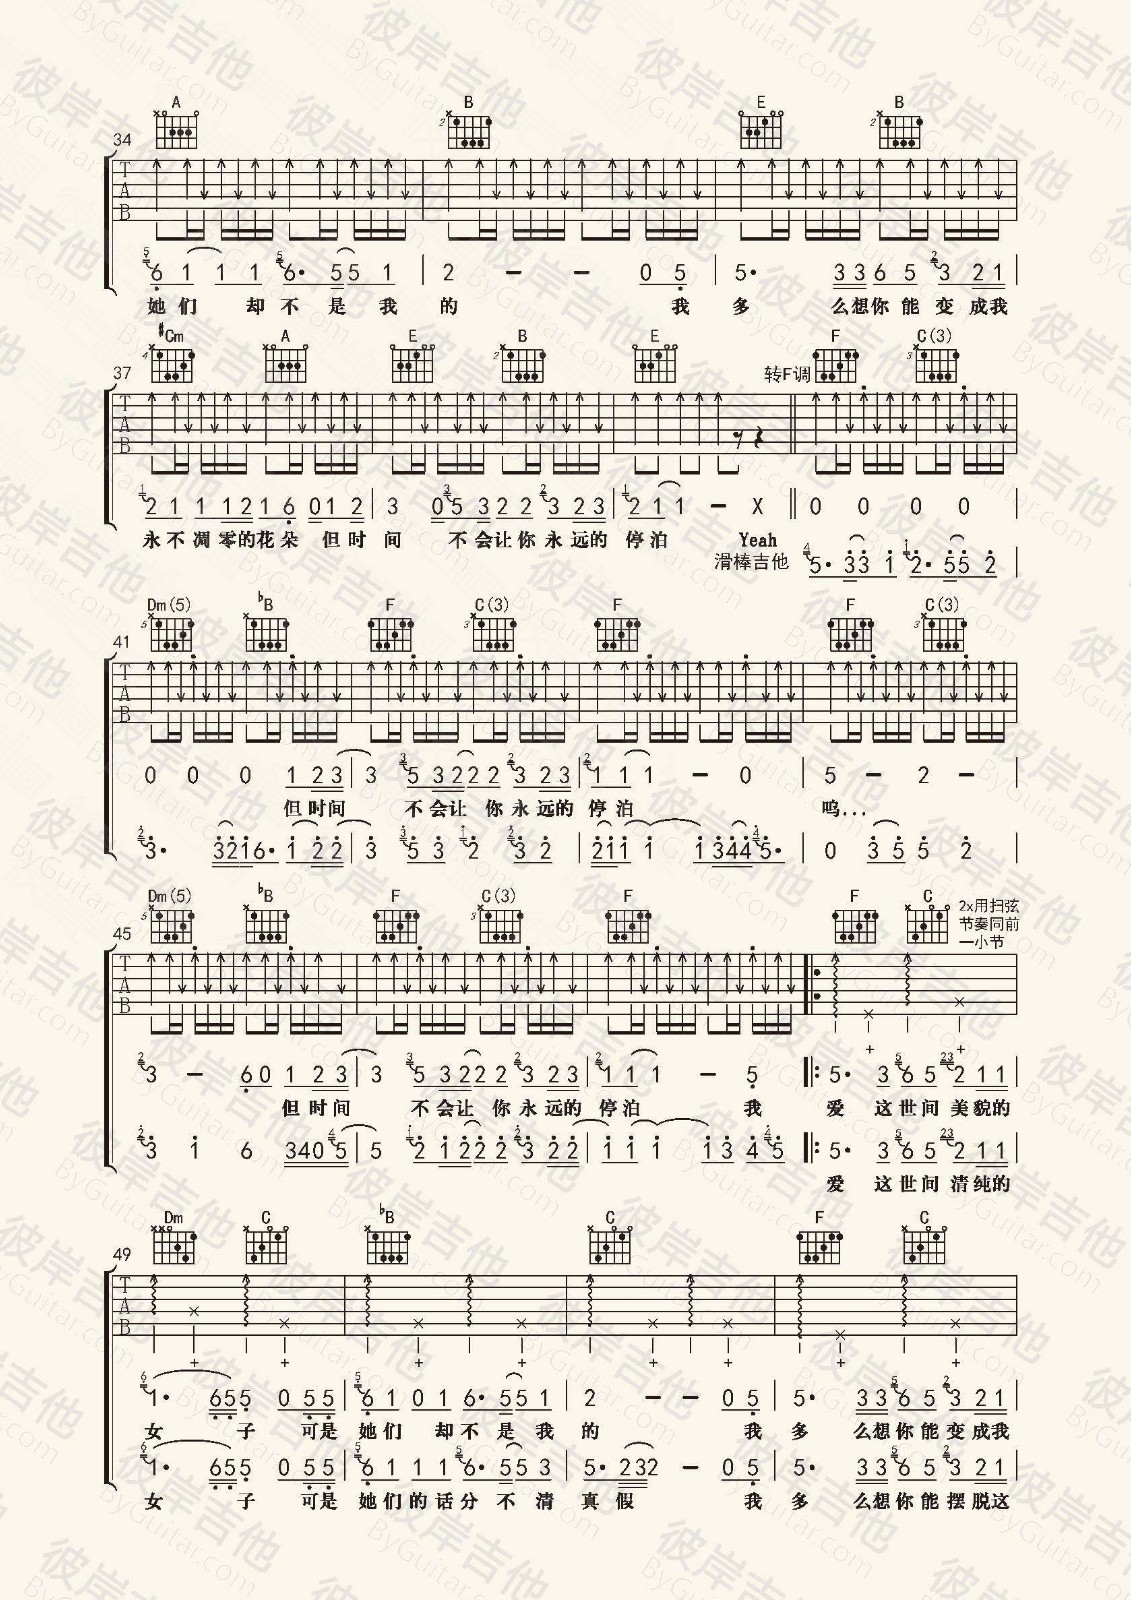 A B E B
34
T
A
B
6 1 1 1 6· 5 5 1 | 2 － － 0 5 | 5· 3 3 6 5 3 2 1
她们 却不是我的 我多 么想你能变成我
#Cm A E B E 转F调 F C(3)
37
T
A
B
2 1 1 1 2 1 6 0 1 2 | 3 0 5 3 2 2 3 2 3 | 2 1 1 － X || 0 0 0 0
永不凋零的花朵 但时间 不会让你永远的停泊 Yeah
滑棒吉他 5· 3 3 1 2· 5 5 2
Dm(5) bB F C(3) F F C(3)
41
T
A
B
0 0 0 1 2 3 | 3 5 3 2 2 2 3 2 3 | 1 1 1 － 0 | 5 － 2 －
但时间 不会让你永远的停泊 呜...
3· 3 2 1 6· 1 2 2 | 3 5 3 2 3 2 | 2 1 1 1 1 3 4 4 5· | 0 3 5 5 2
Dm(5) bB F C(3) F F C 2x用扫弦
节奏同前
一小节
45
T
A
B
3 － 6 0 1 2 3 | 3 5 3 2 2 2 3 2 3 | 1 1 1 － 5 |: 5· 3 6 5 2 1 1
但时间 不会让你永远的停泊 我爱 这世间美貌的
3 1 6 3 4 0 5 | 5 2 1 2 2 2 3 2 2 | 1 1 1 1 3 4 5 |: 5· 3 6 5 2 1 1
爱 这世间清纯的
Dm C bB C F C
49
T
A
B
1· 6 5 5 5 0 5 5 | 6 1 0 1 6· 5 5 1 | 2 － － 0 5 | 5· 3 3 6 5 3 2 1
女 子 可是她们 却不是我的 我多 么想你能变成我
1· 6 5 5 5 0 5 5 | 6 1 1 1 6· 5 5 3 | 5· 2 3 2 － 0 5 | 5· 3 3 6 5 3 2 1
女 子 可是她们的话分不清真假 我多 么想你能摆脱这